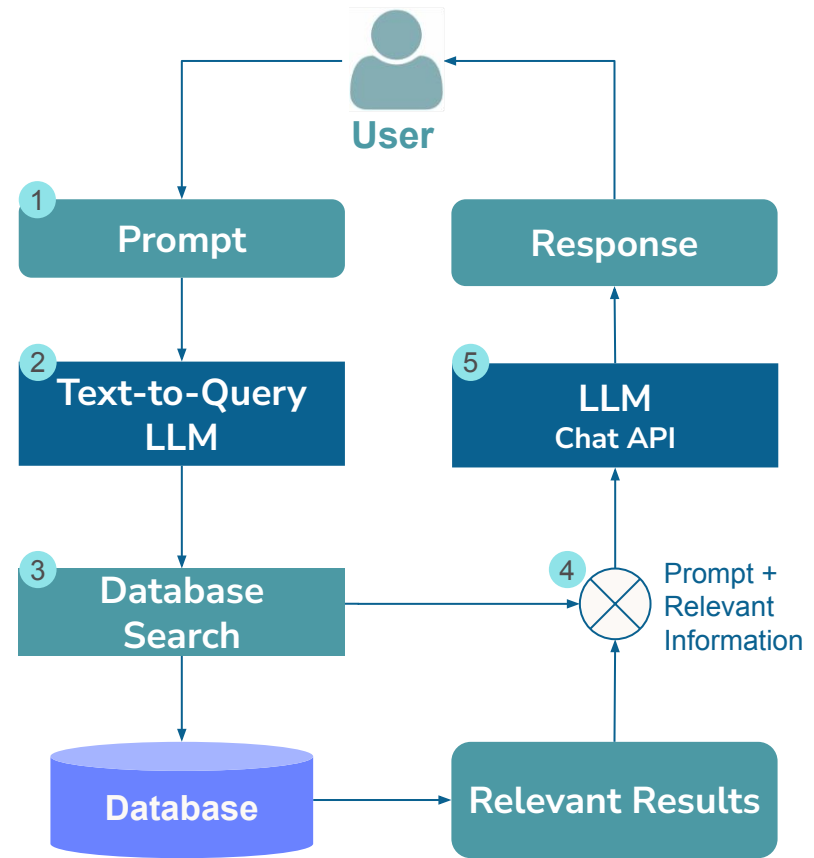 User
1
Prompt
Response
2
Text-to-Query
LLM
5
LLM
Chat API
3
Database
Search
4
Prompt +
Relevant
Information
Database
Relevant Results